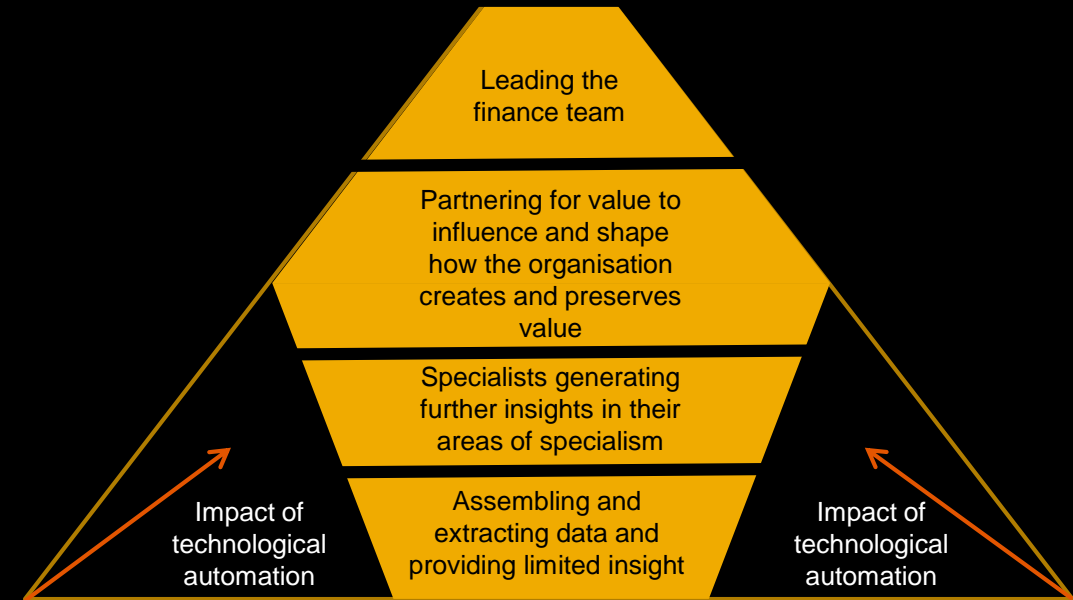 Leading the
finance team
Partnering for value to
influence and shape
how the organisation
creates and preserves
value
Specialists generating
further insights in their
areas of specialism
Assembling and
extracting data and
providing limited insight
Impact of
technological
automation
Impact of
technological
automation